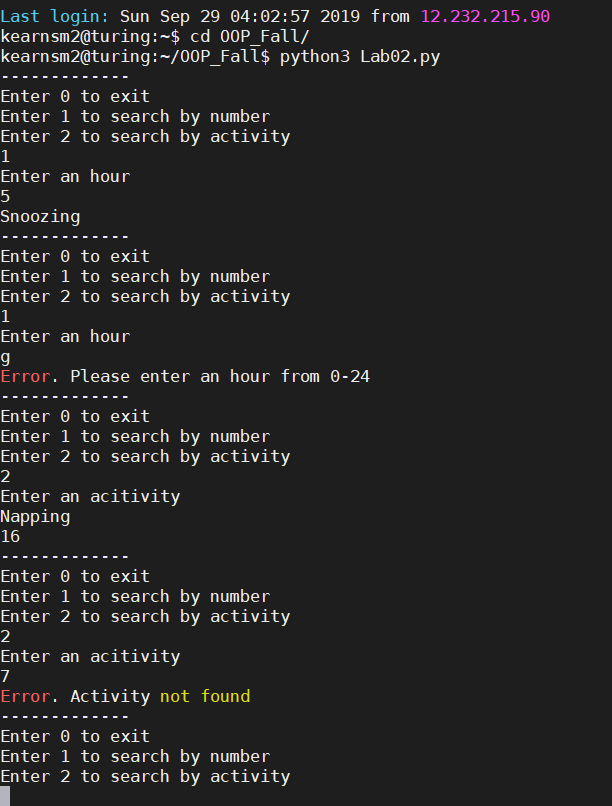 Last login: Sun Sep 29 04:02:57 2019 from 12.232.215.90
kearnsm2@turing:~$ cd OOP_Fall/
kearnsm2@turing:~/OOP_Fall$ python3 Lab02.py
-------------
Enter 0 to exit
Enter 1 to search by number
Enter 2 to search by activity
1
Enter an hour
5
Snoozing
-------------
Enter 0 to exit
Enter 1 to search by number
Enter 2 to search by activity
1
Enter an hour
g
Error. Please enter an hour from 0-24
-------------
Enter 0 to exit
Enter 1 to search by number
Enter 2 to search by activity
2
Enter an acitivity
Napping
16
-------------
Enter 0 to exit
Enter 1 to search by number
Enter 2 to search by activity
2
Enter an acitivity
7
Error. Activity not found
-------------
Enter 0 to exit
Enter 1 to search by number
Enter 2 to search by activity